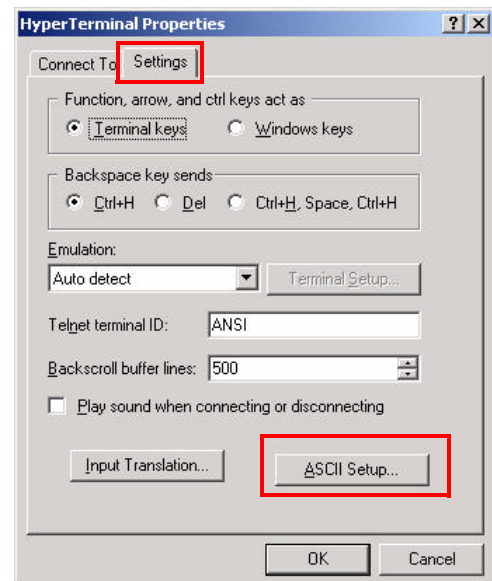 HyperTerminal Properties
Connect To Settings
Function, arrow, and ctrl keys act as
Terminal keys Windows keys
Backspace key sends
Ctrl+H Del Ctrl+H, Space, Ctrl+H
Emulation:
Auto detect Terminal Setup...
Telnet terminal ID: ANSI
Backscroll buffer lines: 500
Play sound when connecting or disconnecting
Input Translation... ASCII Setup...
OK Cancel